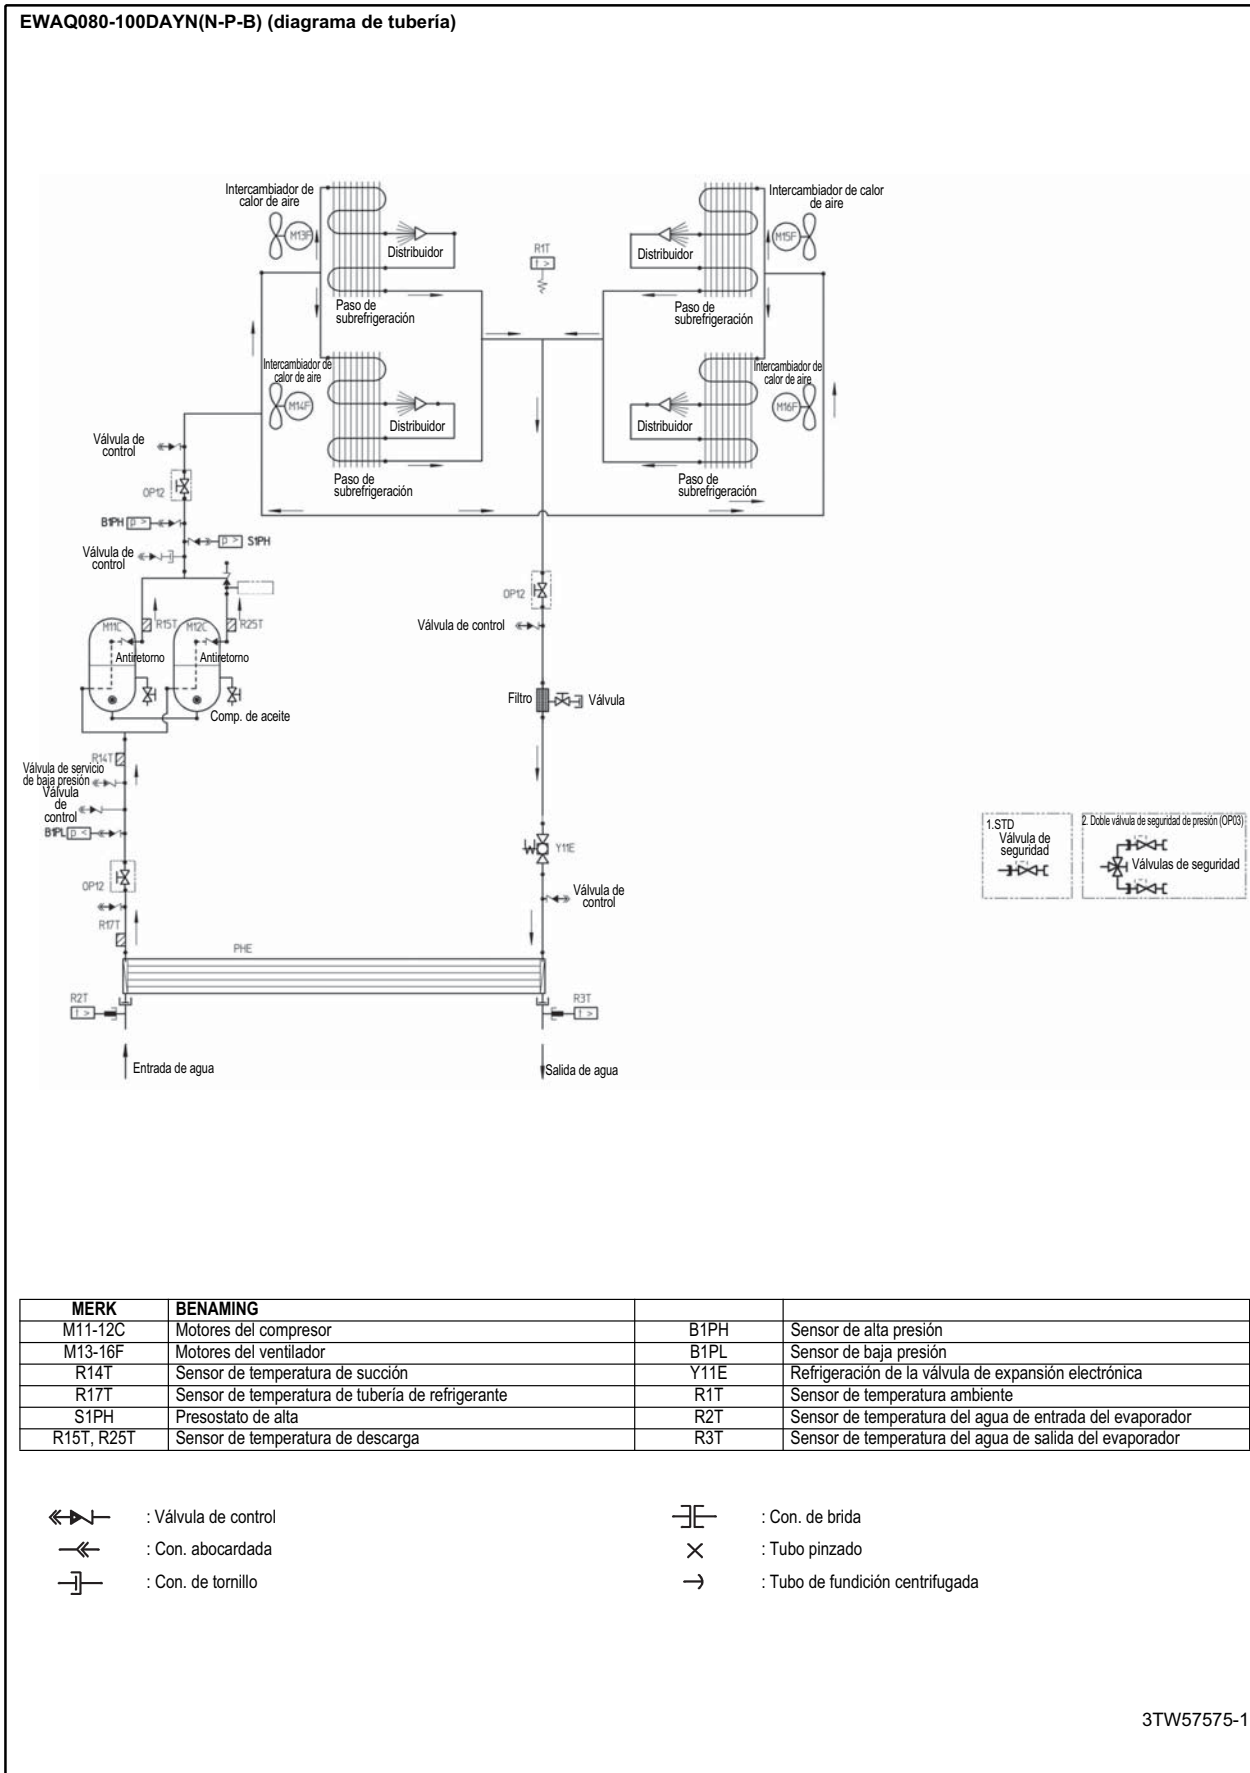 EWAQ080-100DAYN(N-P-B) (diagrama de tubería)
Intercambiador de
calor de aire
M13F
Distribuidor
Paso de
subrefrigeración
R1T
t >
Intercambiador de calor
de aire
M15F
Distribuidor
Paso de
subrefrigeración
Intercambiador de
calor de aire
M14F
Distribuidor
Paso de
subrefrigeración
Intercambiador de
calor de aire
M16F
Distribuidor
Paso de
subrefrigeración
Válvula de
control
OP12
B1PH p >
p > S1PH
Válvula de
control
M11C
R15T
M12C
R25T
Antiretorno
Antiretorno
Comp. de aceite
R14T
Válvula de servicio
de baja presión
Válvula
de
control
B1PL p <
OP12
R17T
OP12
Válvula de control
Filtro
Válvula
Y11E
Válvula de
control
PHE
R2T
t >
R3T
t >
Entrada de agua
Salida de agua
1.STD
Válvula de
seguridad
2. Doble válvula de seguridad de presión (OP03)
Válvulas de seguridad
MERK BENAMING
M11-12C Motores del compresor B1PH Sensor de alta presión
M13-16F Motores del ventilador B1PL Sensor de baja presión
R14T Sensor de temperatura de succión Y11E Refrigeración de la válvula de expansión electrónica
R17T Sensor de temperatura de tubería de refrigerante R1T Sensor de temperatura ambiente
S1PH Presostato de alta R2T Sensor de temperatura del agua de entrada del evaporador
R15T, R25T Sensor de temperatura de descarga R3T Sensor de temperatura del agua de salida del evaporador
: Válvula de control
: Con. abocardada
: Con. de tornillo
: Con. de brida
: Tubo pinzado
: Tubo de fundición centrifugada
3TW57575-1